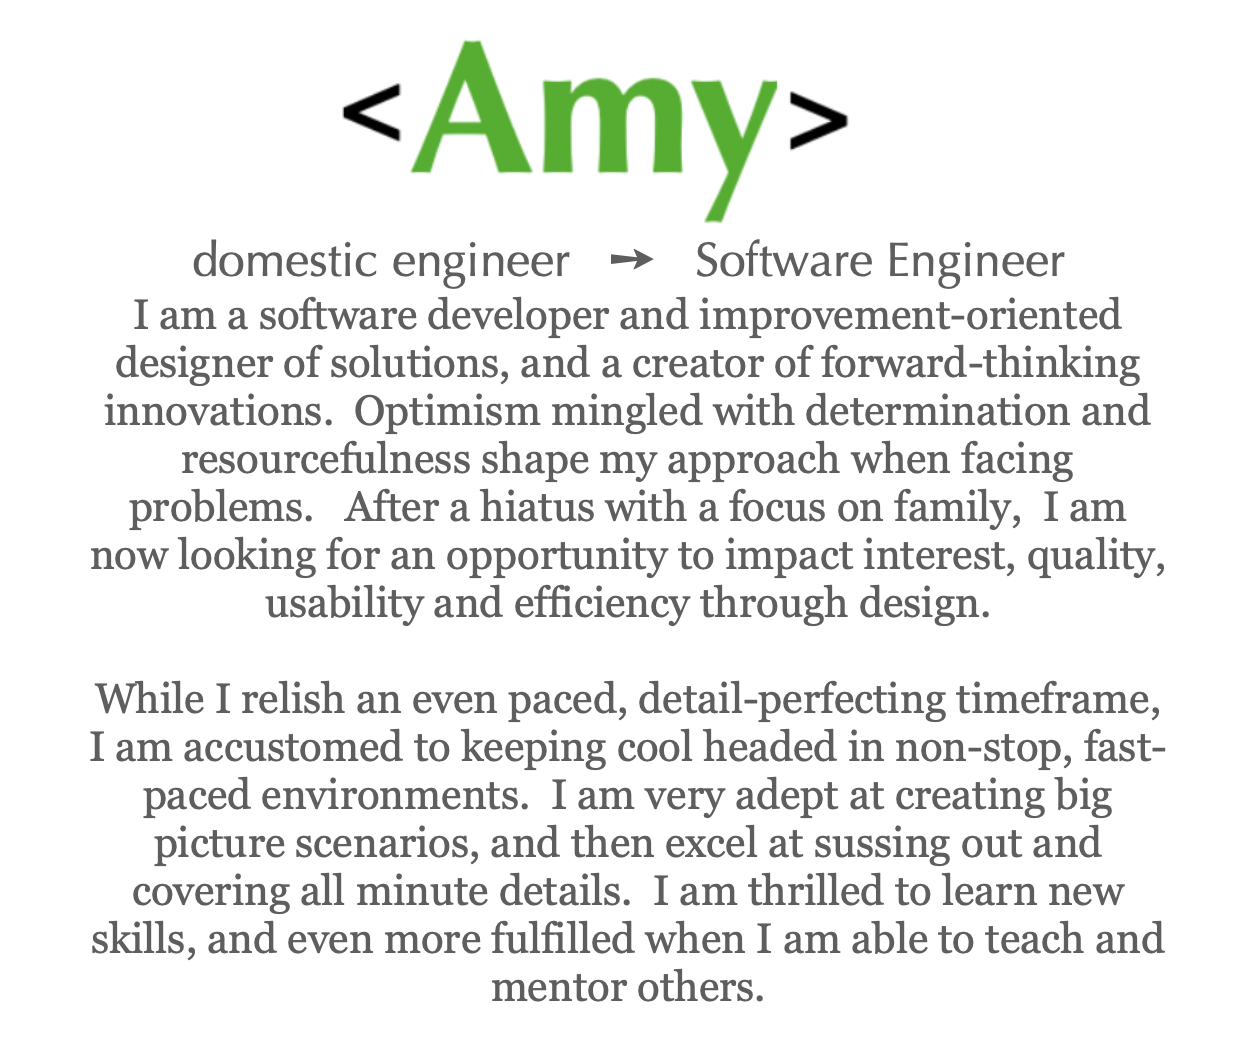 <Amy>
domestic engineer → Software Engineer
I am a software developer and improvement-oriented
designer of solutions, and a creator of forward-thinking
innovations.  Optimism mingled with determination and
resourcefulness shape my approach when facing
problems.   After a hiatus with a focus on family,  I am
now looking for an opportunity to impact interest, quality,
usability and efficiency through design.

While I relish an even paced, detail-perfecting timeframe,
I am accustomed to keeping cool headed in non-stop, fast-
paced environments.  I am very adept at creating big
picture scenarios, and then excel at sussing out and
covering all minute details.  I am thrilled to learn new
skills, and even more fulfilled when I am able to teach and
mentor others.